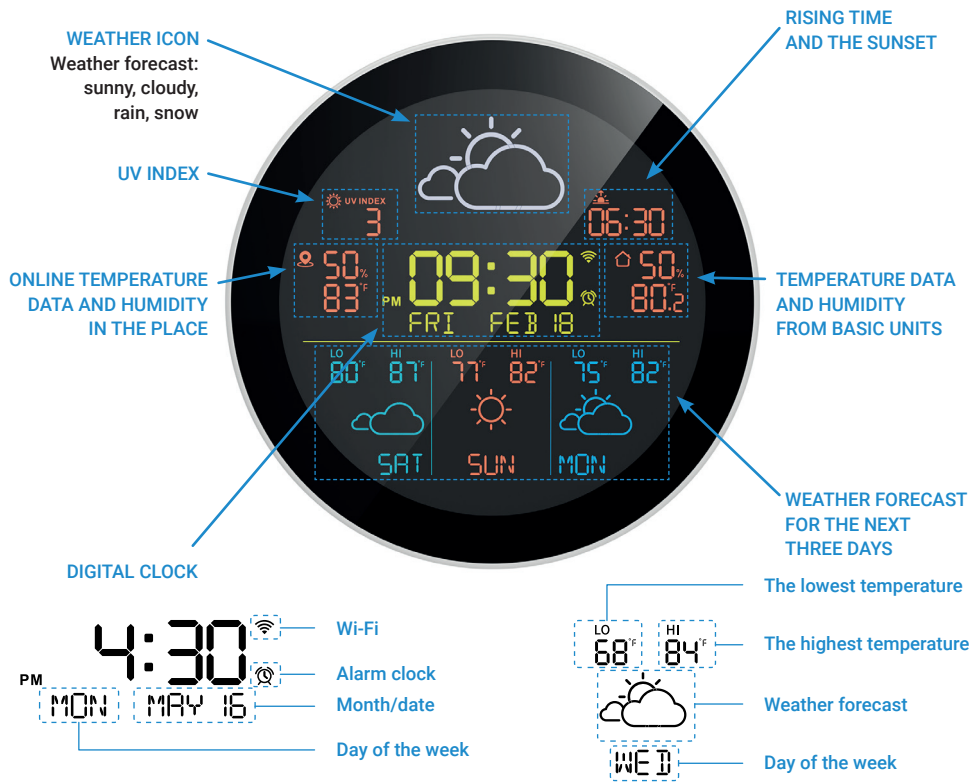 WEATHER ICON
Weather forecast:
sunny, cloudy,
rain, snow
RISING TIME
AND THE SUNSET
UV INDEX
UV INDEX
3
06:30
ONLINE TEMPERATURE
DATA AND HUMIDITY
IN THE PLACE
50%
83°F
PM 09:30
FRI FEB 18
50%
80.2°F
TEMPERATURE DATA
AND HUMIDITY
FROM BASIC UNITS
LO HI LO HI LO HI
80°F 87°F 77°F 82°F 75°F 82°F
SAT SUN MON
WEATHER FORECAST
FOR THE NEXT
THREE DAYS
DIGITAL CLOCK
PM 4:30
MON MAY 16
Wi-Fi
Alarm clock
Month/date
Day of the week
The lowest temperature
LO HI
68°F 84°F
The highest temperature
Weather forecast
WED
Day of the week